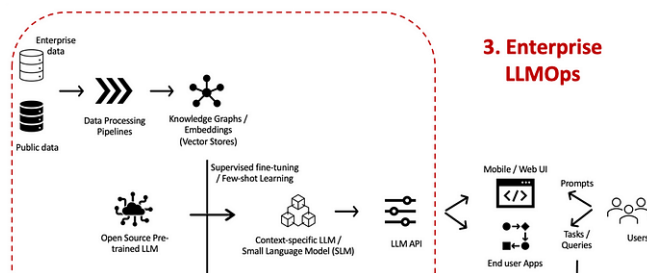 3. Enterprise
LLMOps
Enterprise
data
Public data
Data Processing
Pipelines
Knowledge Graphs /
Embeddings
(Vector Stores)
Supervised fine-tuning
/ Few-shot Learning
Open Source Pre-
trained LLM
Context-specific LLM /
Small Language Model (SLM)
LLM API
Mobile / Web UI
</>
End user Apps
Prompts
Tasks /
Queries
Users